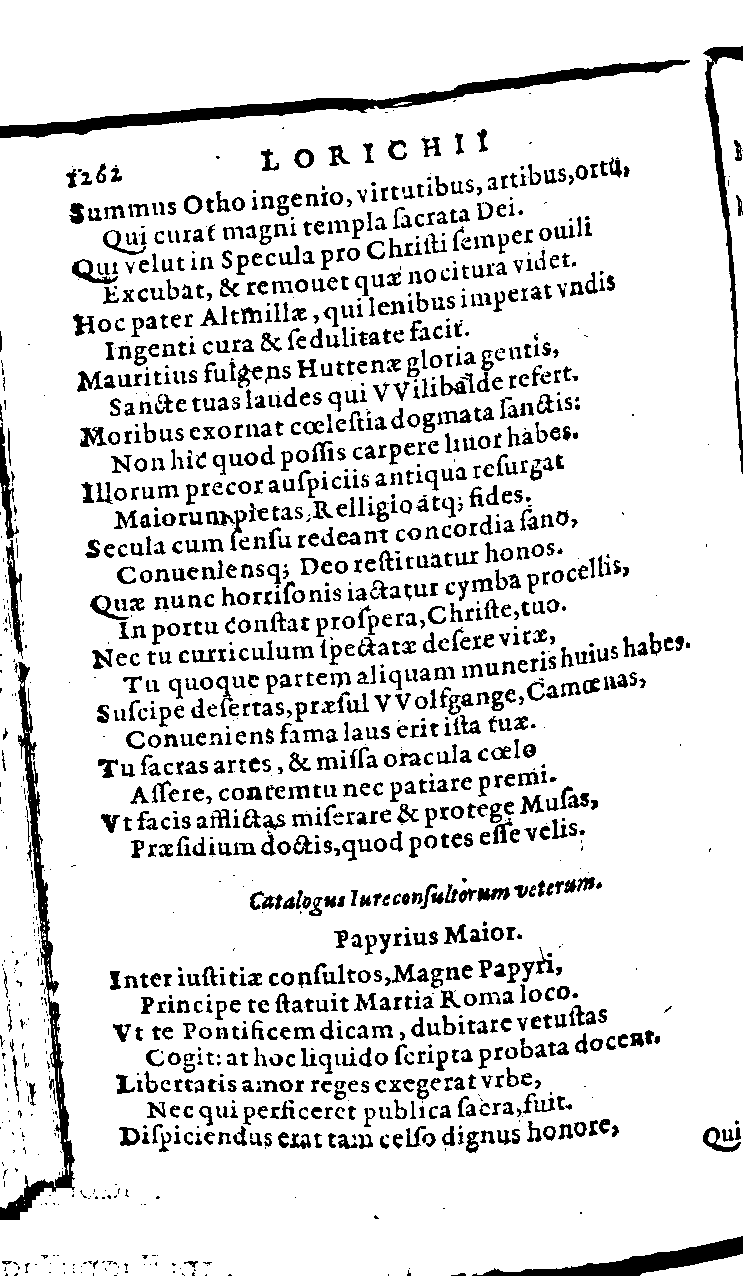 1262 LORICHII
Summus Otho ingenio, virtutibus, artibus, ortũ,
Qui curat magni templa ſacrata Dei.
Qui velut in Specula pro Chriſti ſemper ouili
Excubat, & remouet quæ nocitura videt.
Hoc pater Altmillæ, qui lenibus imperat vndis
Ingenti cura & ſedulitate facit.
Mauritius fulgens Huttenæ gloria gentis,
Sancte tuas laudes qui VVilibalde refert.
Moribus exornat cœleſtia dogmata ſanctis:
Non hic quod poſſis carpere liuor habes.
Illorum precor auſpiciis antiqua reſurgat
Maiorum pietas, Relligio atq; fides.
Secula cum ſenſu redeant concordia ſano,
Conueniensq; Deo reſtituatur honos.
Quæ nunc horriſonis iactatur cymba procellis,
In portu conſtat proſpera, Chriſte, tuo.
Nec tu curriculum ſpectatæ deſere vitæ,
Tu quoque partem aliquam muneris huius habes.
Suſcipe deſertas, præſul VVolfgange, Camœnas,
Conueniens fama laus erit iſta tuæ.
Tu ſacras artes, & miſſa oracula cœlo
Aſſere, contemtu nec patiare premi.
Vt facis afflictas miſerare & protege Muſas,
Præſidium doctis, quod potes eſſe velis.
Catalogus Iureconſultorum veterum.
Papyrius Maior.
Inter iuſtitiæ conſultos, Magne Papyri,
Principe te ſtatuit Martia Roma loco.
Vt te Pontificem dicam, dubitare vetuſtas
Cogit: at hoc liquido ſcripta probata docent.
Libertatis amor reges exegerat vrbe,
Nec qui perficeret publica ſacra, fuit.
Diſpiciendus erat tam celſo dignus honore,
Qui